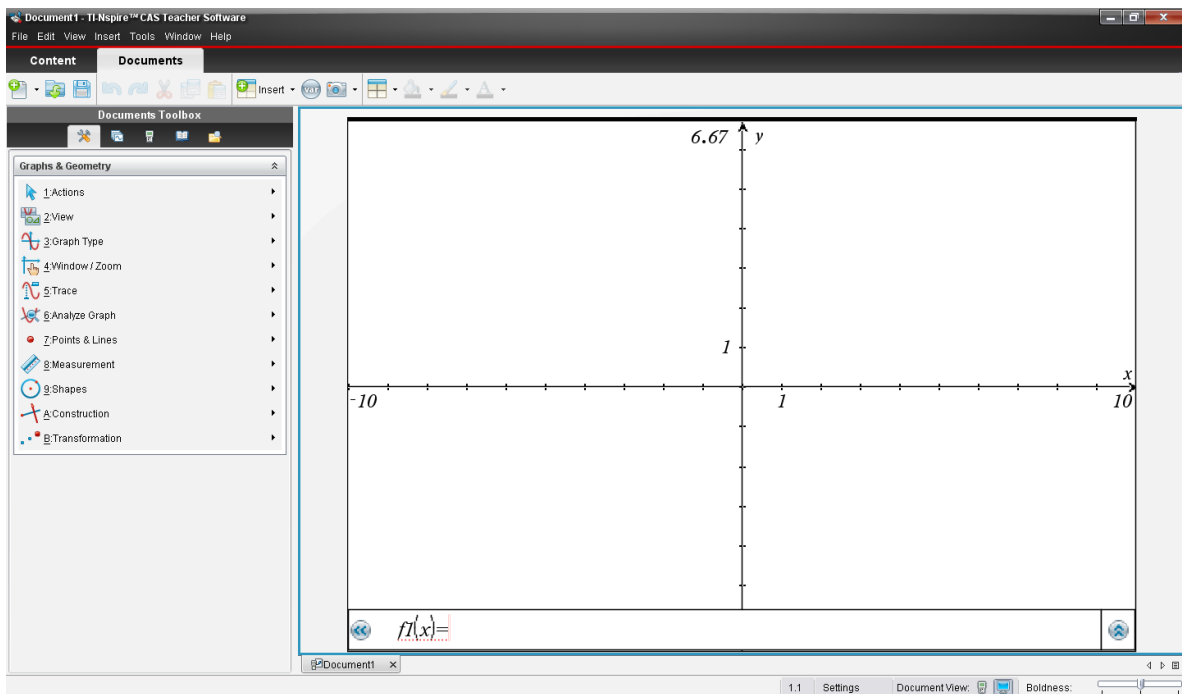 Document1 - TI-Nspire™ CAS Teacher Software
File Edit View Insert Tools Window Help
Content Documents
Insert var
Documents Toolbox
Graphs & Geometry
1:Actions
2:View
3:Graph Type
4:Window / Zoom
5:Trace
6:Analyze Graph
7:Points & Lines
8:Measurement
9:Shapes
A:Construction
B:Transformation
6.67 y
1
x
-10 1 10
f1(x)=
Document1
1.1 Settings Document View: Boldness: